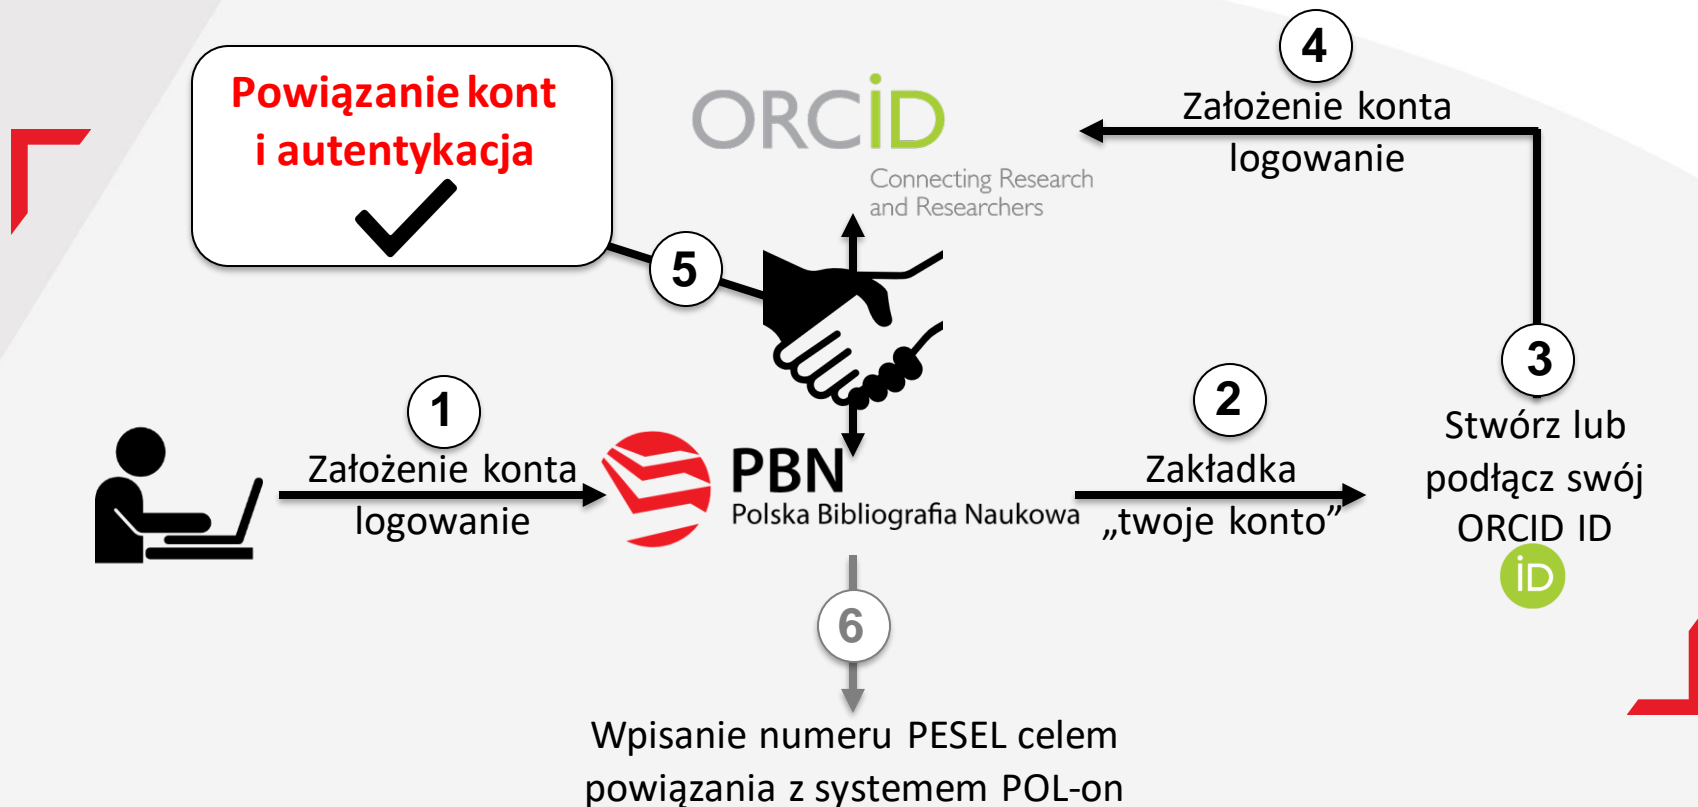 Powiązanie kont
i autentykacja
ORCID
Connecting Research
and Researchers
4
Założenie konta
logowanie
5
3
Stwórz lub
podłącz swój
ORCID ID
iD
1
Założenie konta
logowanie
PBN
Polska Bibliografia Naukowa
2
Zakładka
„twoje konto”
6
Wpisanie numeru PESEL celem
powiązania z systemem POL-on